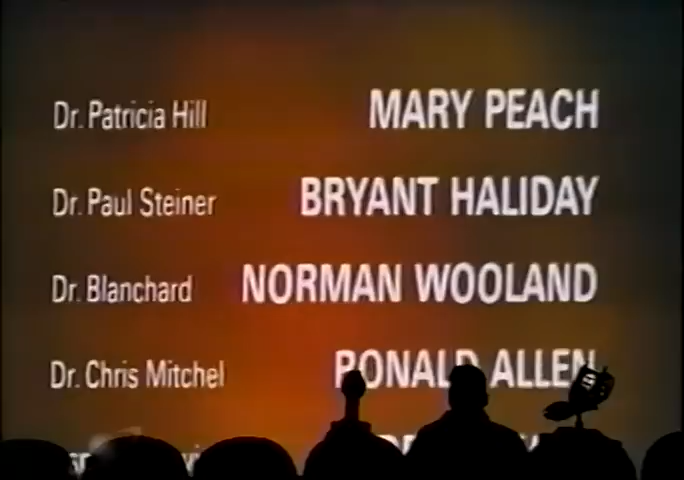 Dr. Patricia Hill MARY PEACH
Dr. Paul Steiner BRYANT HALIDAY
Dr. Blanchard NORMAN WOOLAND
Dr. Chris Mitchel RONALD ALLEN